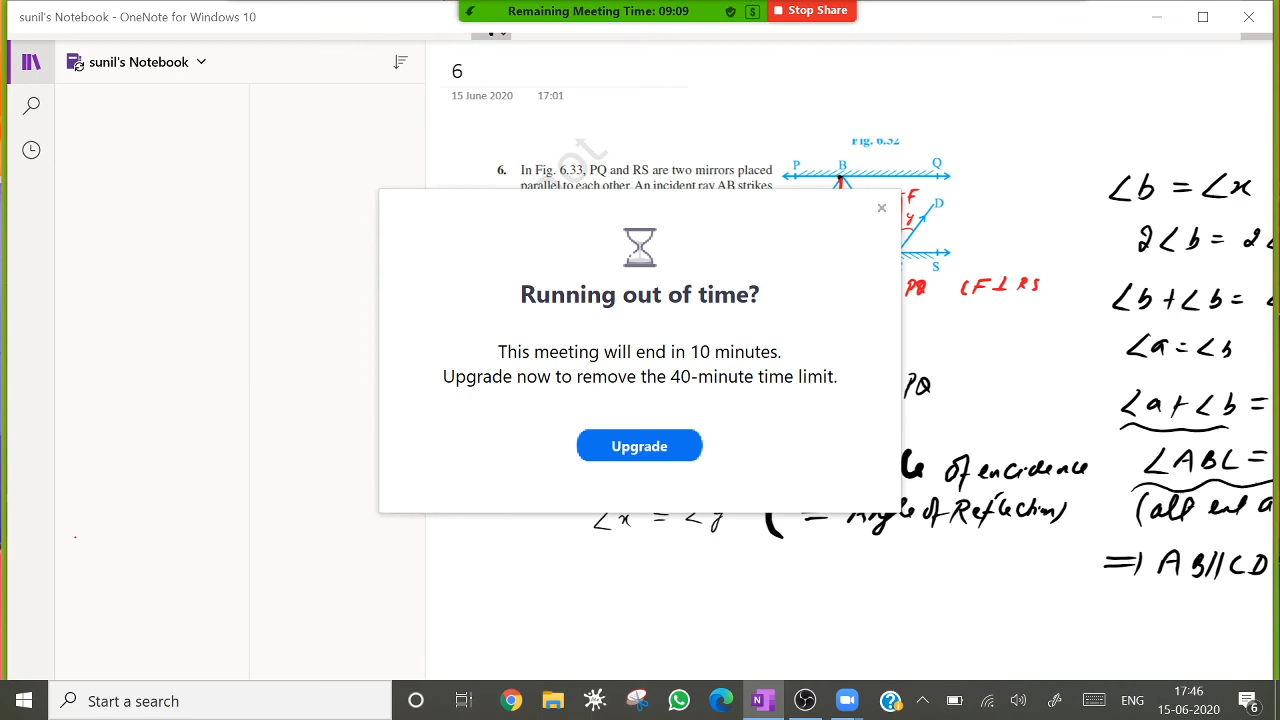 sunil's Notebook - OneNote for Windows 10
Remaining Meeting Time: 09:09
Stop Share
sunil's Notebook
6
15 June 2020 17:01
Fig. 6.32
6. In Fig. 6.33, PQ and RS are two mirrors placed
parallel to each other. An incident ray AB strikes
P B Q
F
y
D
S
PQ CF ⊥ RS
Running out of time?
This meeting will end in 10 minutes.
Upgrade now to remove the 40-minute time limit.
Upgrade
PQ
of encidence
∠x = ∠y ( = Angle of Reflection)
∠b = ∠x
2∠b = 2∠
∠b + ∠b = ∠
∠a = ∠b
∠a + ∠b =
∠ABC =
(all
⇒ AB//CD
Start a search
ENG
17:46
15-06-2020
6